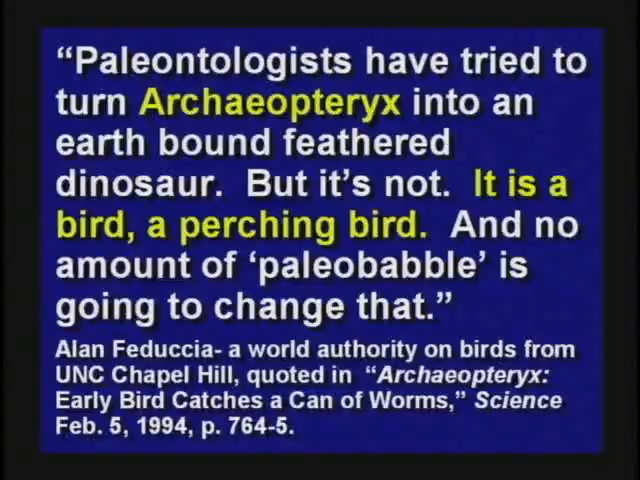 “Paleontologists have tried to
turn Archaeopteryx into an
earth bound feathered
dinosaur.  But it’s not.  It is a
bird, a perching bird.  And no
amount of ‘paleobabble’ is
going to change that.”
Alan Feduccia- a world authority on birds from
UNC Chapel Hill, quoted in  “Archaeopteryx:
Early Bird Catches a Can of Worms,” Science
Feb. 5, 1994, p. 764-5.